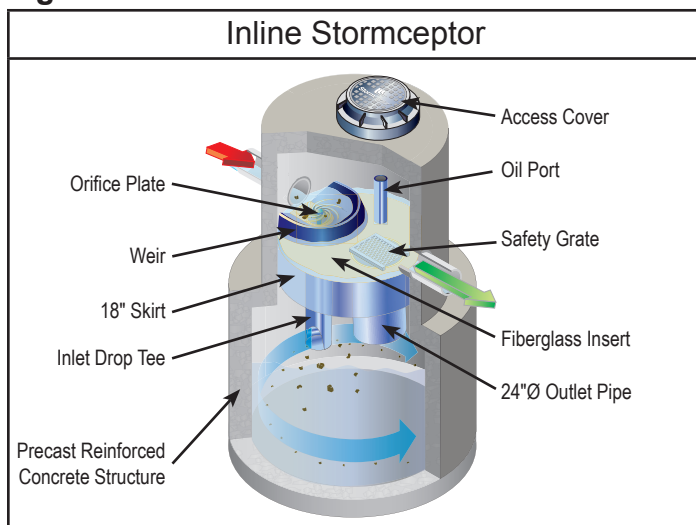 Inline Stormceptor
Access Cover
Oil Port
Orifice Plate
Safety Grate
Weir
18" Skirt
Inlet Drop Tee
Fiberglass Insert
24"Ø Outlet Pipe
Precast Reinforced
Concrete Structure